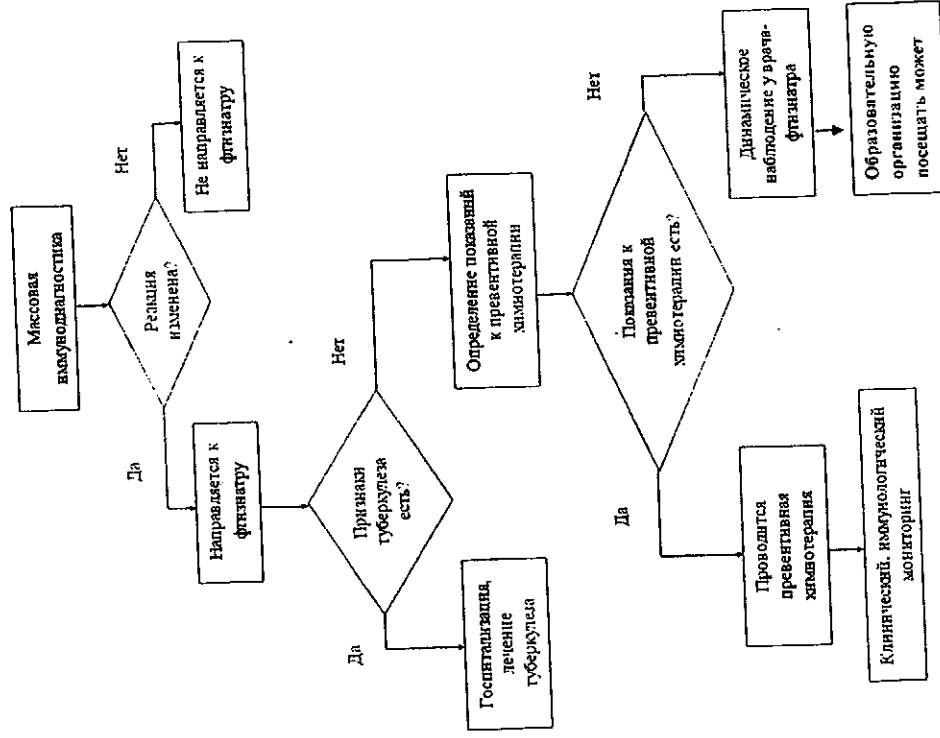 Массовая
иммунодиагностика
Реакция
изменена?
Да
Нет
Направляется к
фтизиатру
Не направляется к
фтизиатру
Признаки
туберкулеза
есть?
Да
Нет
Госпитализация,
лечение
туберкулеза
Определение показаний
к превентивной
химиотерапии
Показания к
превентивной
химиотерапии есть?
Да
Нет
Проводится
превентивная
химиотерапия
Динамическое
наблюдение у врача-
фтизиатра
Клинический. иммунологический
мониторинг
Образовательную
организацию
посещать может